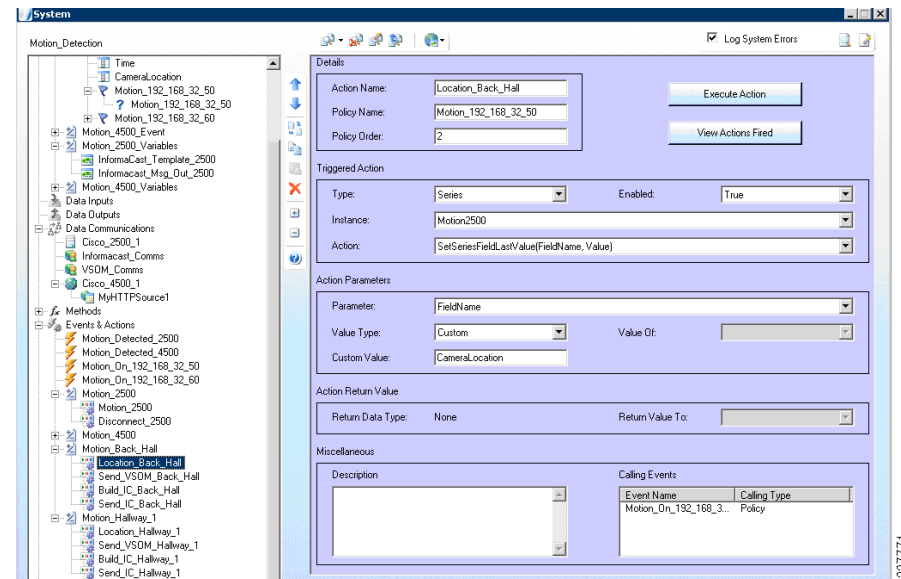 System
Motion_Detection
Log System Errors
Time
CameraLocation
Motion_192_168_32_50
? Motion_192_168_32_50
Motion_192_168_32_60
Motion_4500_Event
Motion_2500_Variables
InformaCast_Template_2500
Informacast_Msg_Out_2500
Motion_4500_Variables
Data Inputs
Data Outputs
Data Communications
Cisco_2500_1
Informacast_Comms
VSOM_Comms
Cisco_4500_1
MyHTTPSource1
fx Methods
Events & Actions
Motion_Detected_2500
Motion_Detected_4500
Motion_On_192_168_32_50
Motion_On_192_168_32_60
Motion_2500
Motion_2500
Disconnect_2500
Motion_4500
Motion_Back_Hall
Location_Back_Hall
Send_VSOM_Back_Hall
Build_IC_Back_Hall
Send_IC_Back_Hall
Motion_Hallway_1
Location_Hallway_1
Send_VSOM_Hallway_1
Build_IC_Hallway_1
Send_IC_Hallway_1
Details
Action Name: Location_Back_Hall
Policy Name: Motion_192_168_32_50
Policy Order: 2
Execute Action
View Actions Fired
Triggered Action
Type: Series Enabled: True
Instance: Motion2500
Action: SetSeriesFieldLastValue(FieldName, Value)
Action Parameters
Parameter: FieldName
Value Type: Custom Value Of:
Custom Value: CameraLocation
Action Return Value
Return Data Type: None Return Value To:
Miscellaneous
Description
Calling Events
Event Name Calling Type
Motion_On_192_168_3... Policy